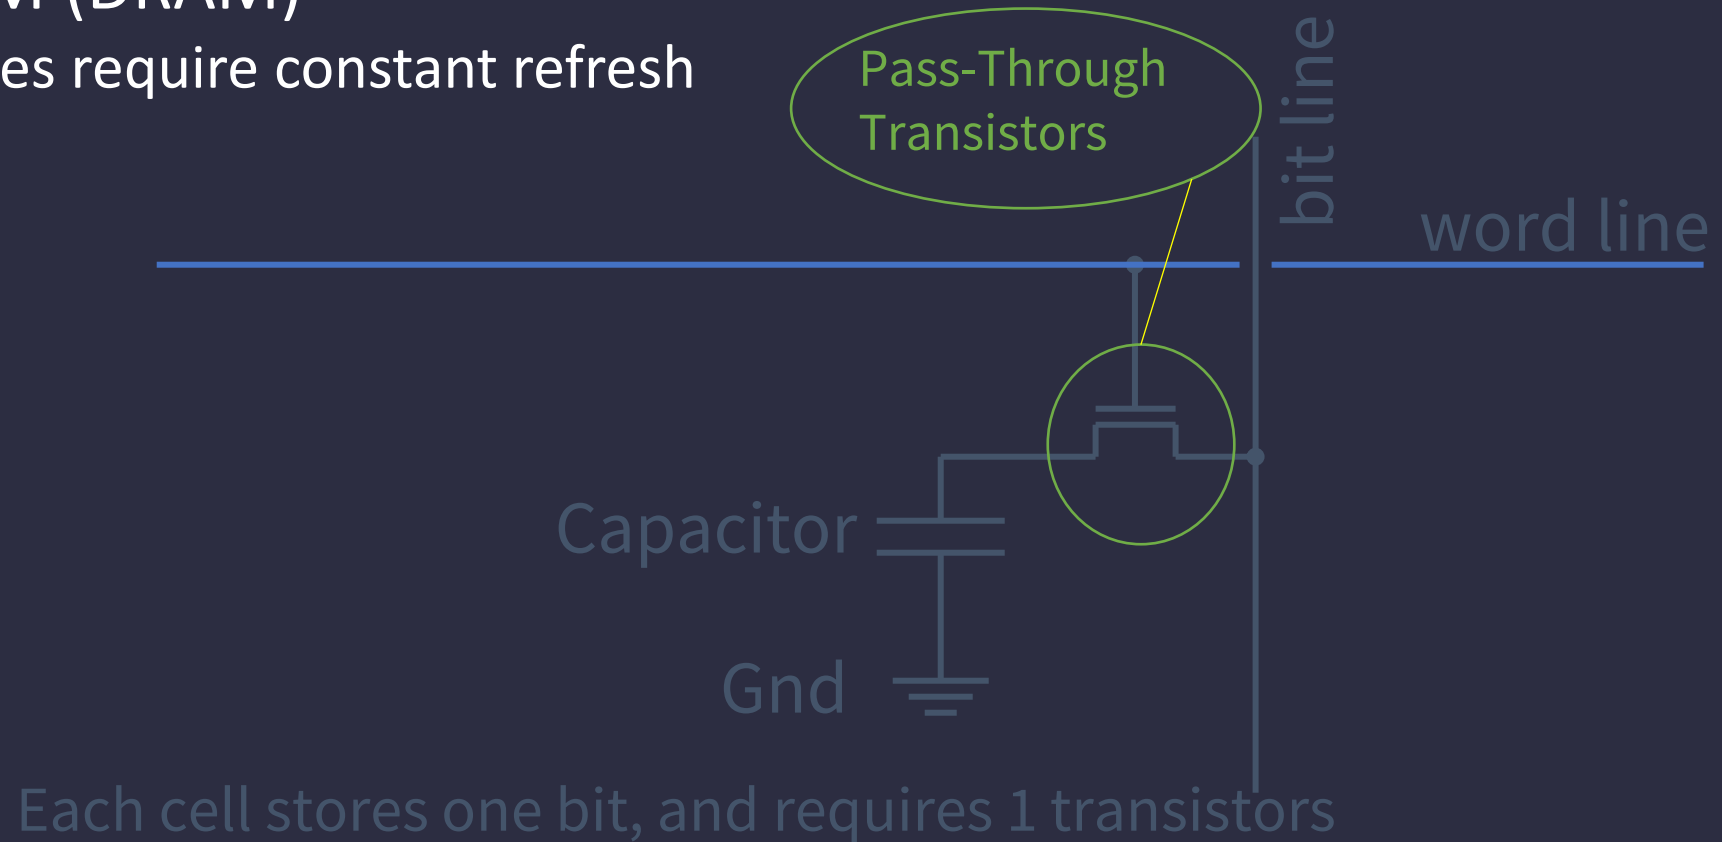 (DRAM)
es require constant refresh
Pass-Through
Transistors
bit line
word line
Capacitor
Gnd
Each cell stores one bit, and requires 1 transistors